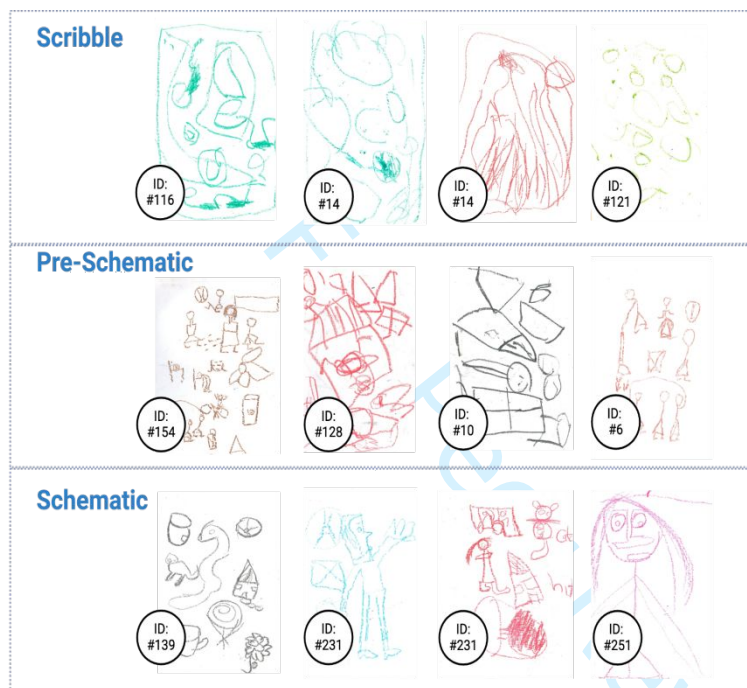 Scribble
ID:
#116
ID:
#14
ID:
#14
ID:
#121
Pre-Schematic
ID:
#154
ID:
#128
ID:
#10
ID:
#6
Schematic
ID:
#139
ID:
#231
ID:
#231
ID:
#251